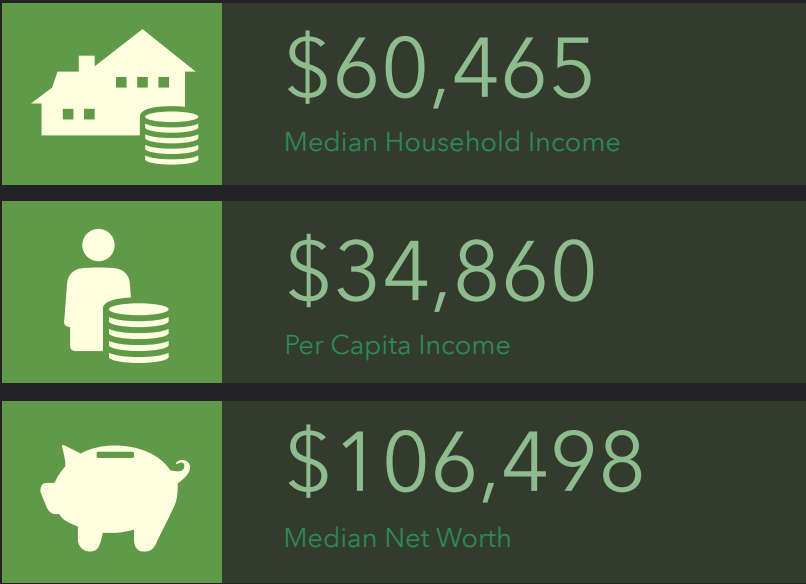 $60,465
Median Household Income
$34,860
Per Capita Income
$106,498
Median Net Worth